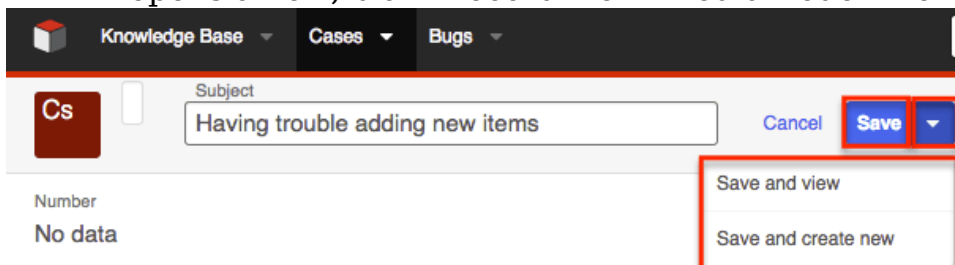 Knowledge Base Cases Bugs
Cs
Subject
Having trouble adding new items
Cancel Save
Save and view
Save and create new
Number
No data